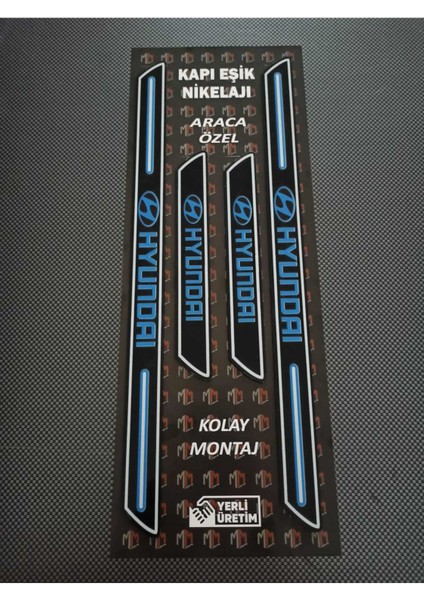 KAPI EŞİK
NİKELAJI
ARACA
ÖZEL
HYUNDAI
HYUNDAI
HYUNDAI
HYUNDAI
KOLAY
MONTAJ
YERLİ
ÜRETİM